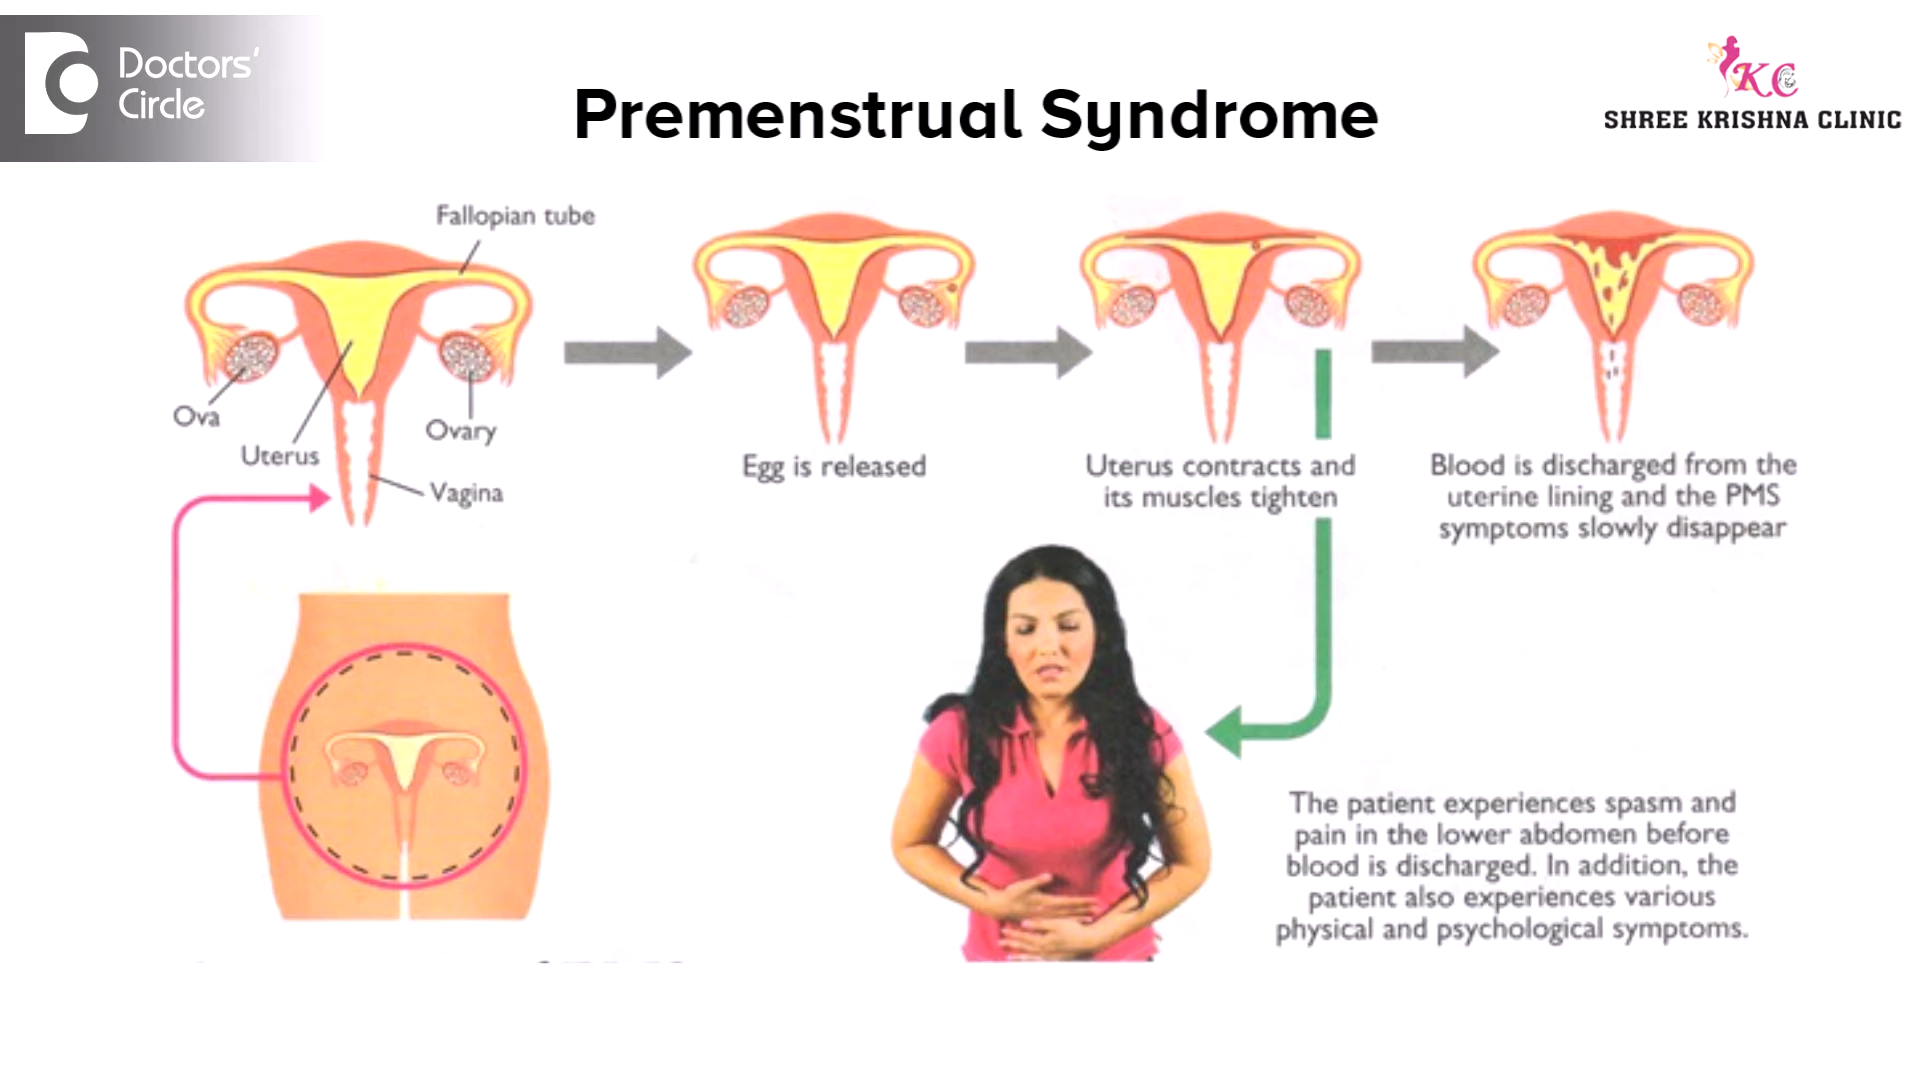 Doctors'
Circle
Premenstrual Syndrome
KC
SHREE KRISHNA CLINIC
Fallopian tube
Ova
Uterus
Ovary
Vagina
Egg is released
Uterus contracts and
its muscles tighten
Blood is discharged from the
uterine lining and the PMS
symptoms slowly disappear
The patient experiences spasm and
pain in the lower abdomen before
blood is discharged. In addition, the
patient also experiences various
physical and psychological symptoms.